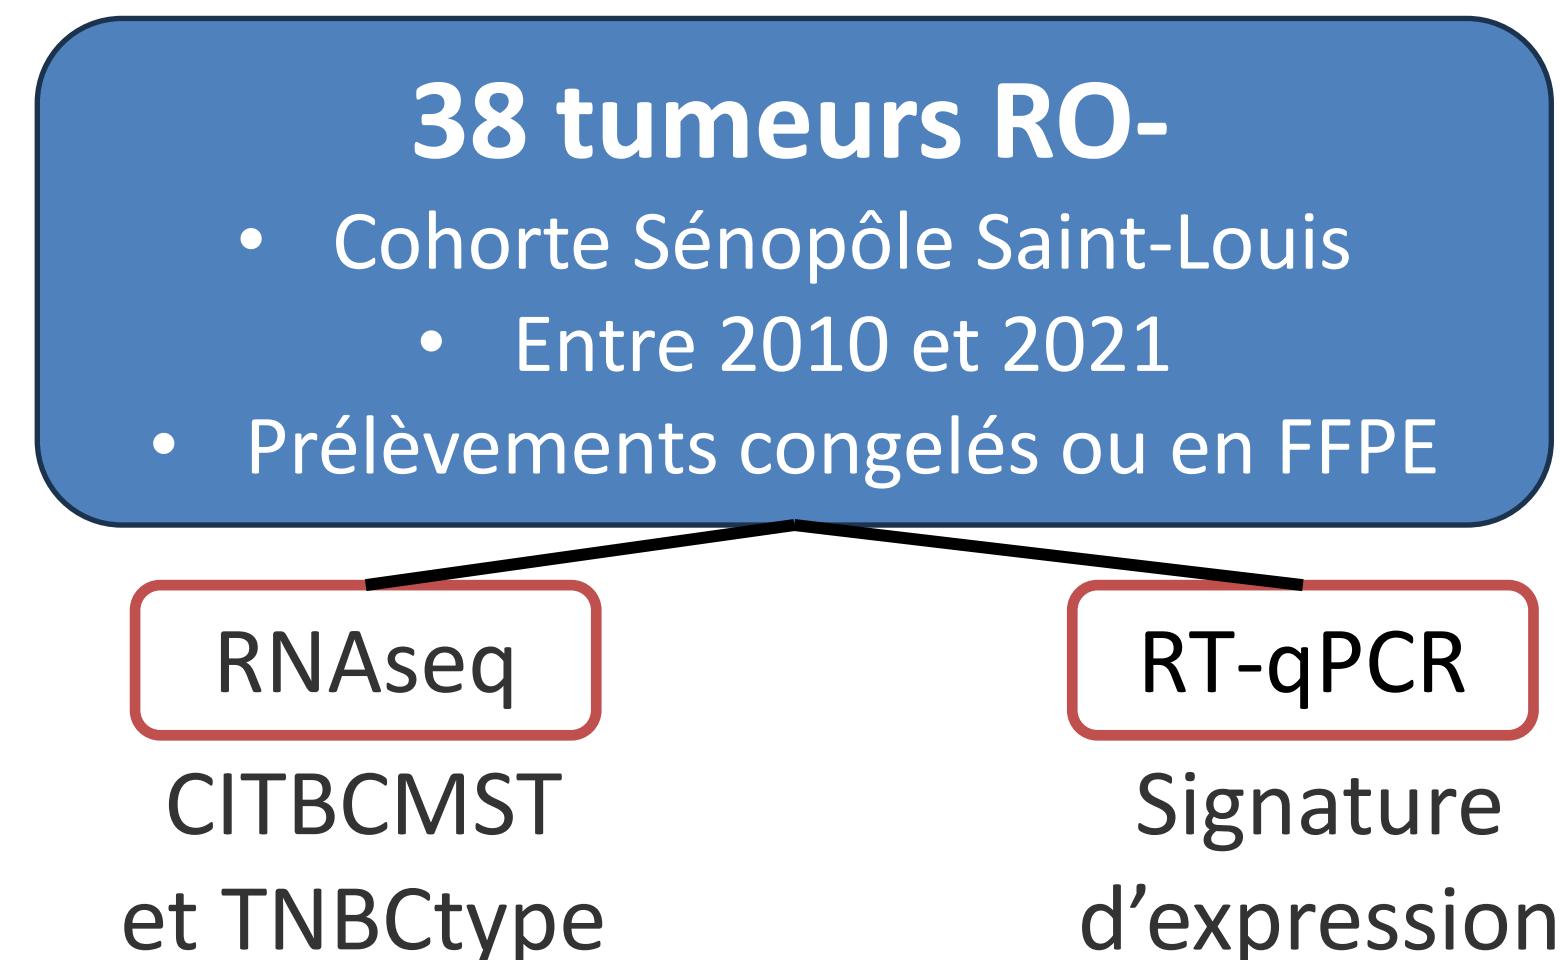 38 tumeurs RO-
• Cohorte Sénopôle Saint-Louis
• Entre 2010 et 2021
• Prélèvements congelés ou en FFPE
RNAseq
RT-qPCR
CITBCMST
et TNBCtype
Signature
d’expression